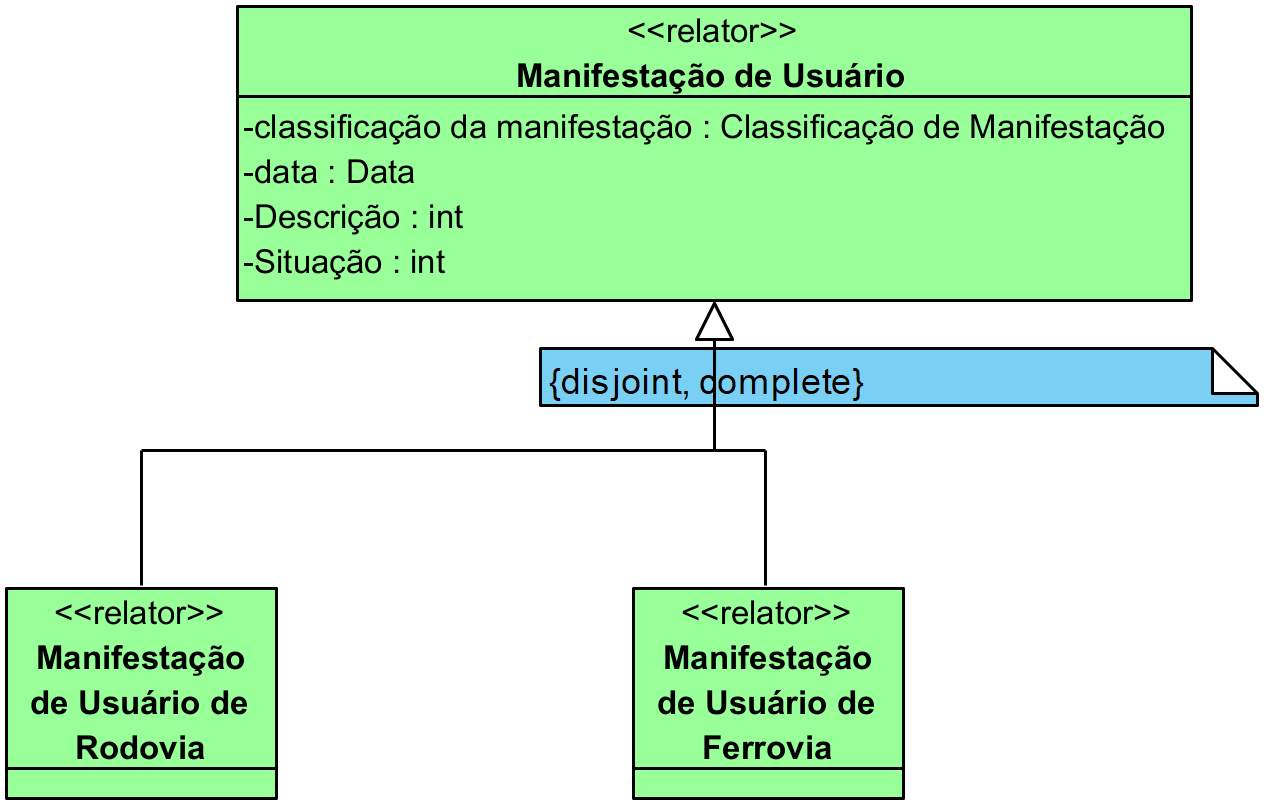 <<relator>>
Manifestação de Usuário
-classificação da manifestação : Classificação de Manifestação
-data : Data
-Descrição : int
-Situação : int
{disjoint, complete}
<<relator>>
Manifestação
de Usuário de
Rodovia
<<relator>>
Manifestação
de Usuário de
Ferrovia